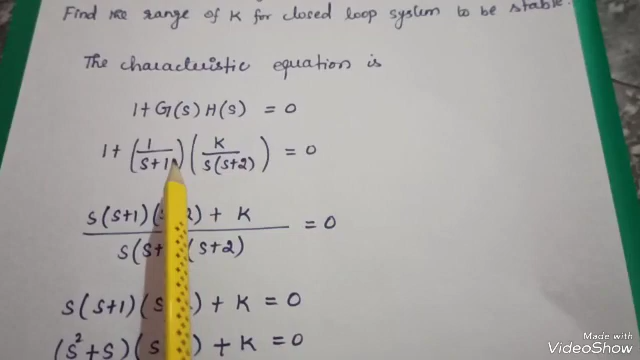 Find the range of K for closed loop system to be stable.
The characteristic equation is
1+G(s)H(s) = 0
1+ (1/(s+1)) (K/(s(s+2))) = 0
(s(s+1)( 2) + K)/(s(s+ (s+2)) = 0
s(s+1)(s ) + K = 0
(s²+s)(s ) + K = 0
Made with
VideoShow